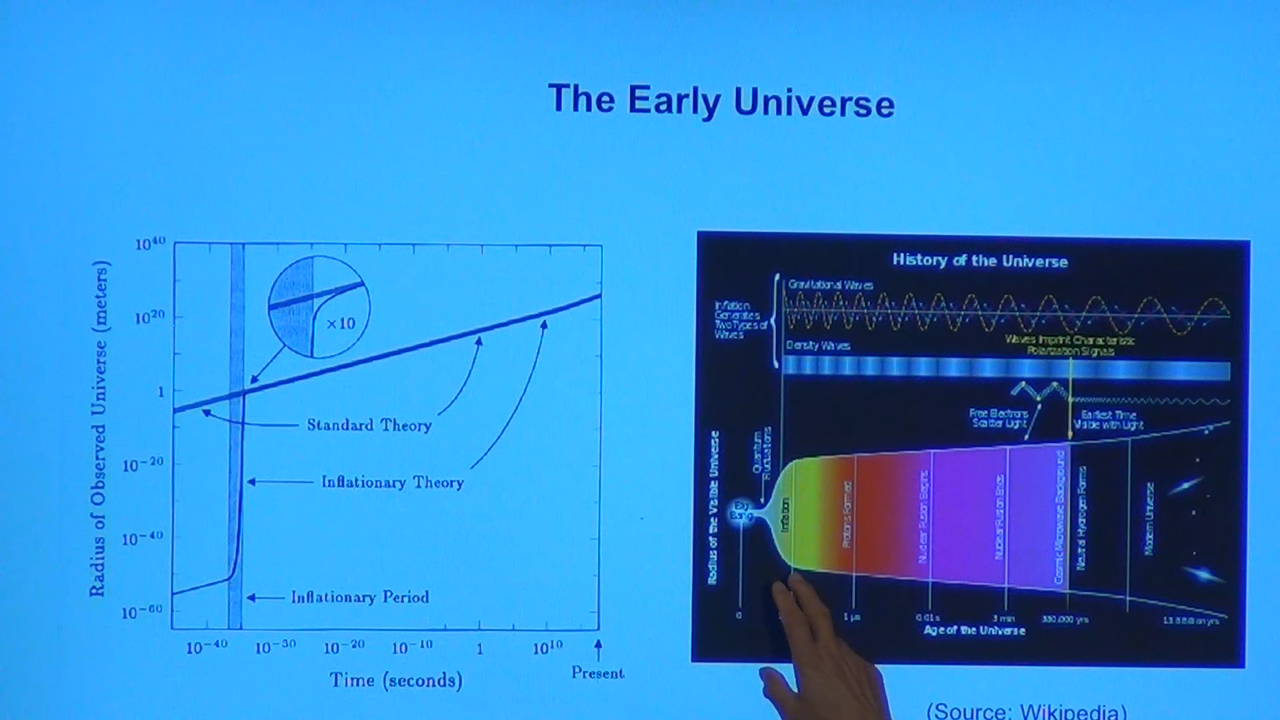 The Early Universe
10⁴⁰
10²⁰
1
10⁻²⁰
10⁻⁴⁰
10⁻⁶⁰
Radius of Observed Universe (meters)
×10
Standard Theory
Inflationary Theory
Inflationary Period
10⁻⁴⁰ 10⁻³⁰ 10⁻²⁰ 10⁻¹⁰ 1 10¹⁰
Present
Time (seconds)
History of the Universe
Inflation
Generates
Two Types of
Waves
Gravitational Waves
Density Waves
Waves Imprint Characteristic
Polarization Signals
Free Electrons
Scatter Light
Earliest Time
Visible with Light
Radius of the Visible Universe
Quantum
Fluctuations
Big
Bang
Inflation
Protons Formed
Nuclear Fusion Begins
Nuclear Fusion Ends
Cosmic Microwave Background
Neutral Hydrogen Forms
Modern Universe
0 1 µs 0.01 s 3 min 380,000 yrs
Age of the Universe
(Source: Wikipedia)